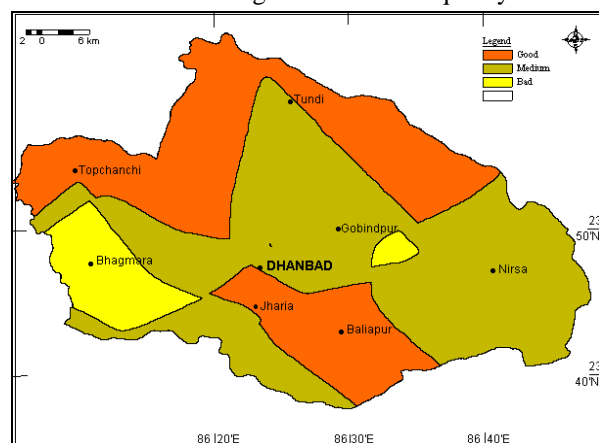 Legend
Good
Medium
Bad
2 0 6 km
Tundi
Topchanchi
Gobindpur
Bhagmara
DHANBAD
Nirsa
Jharia
Baliapur
23
50'N
23
40'N
86 20'E
86 30'E
86 40'E